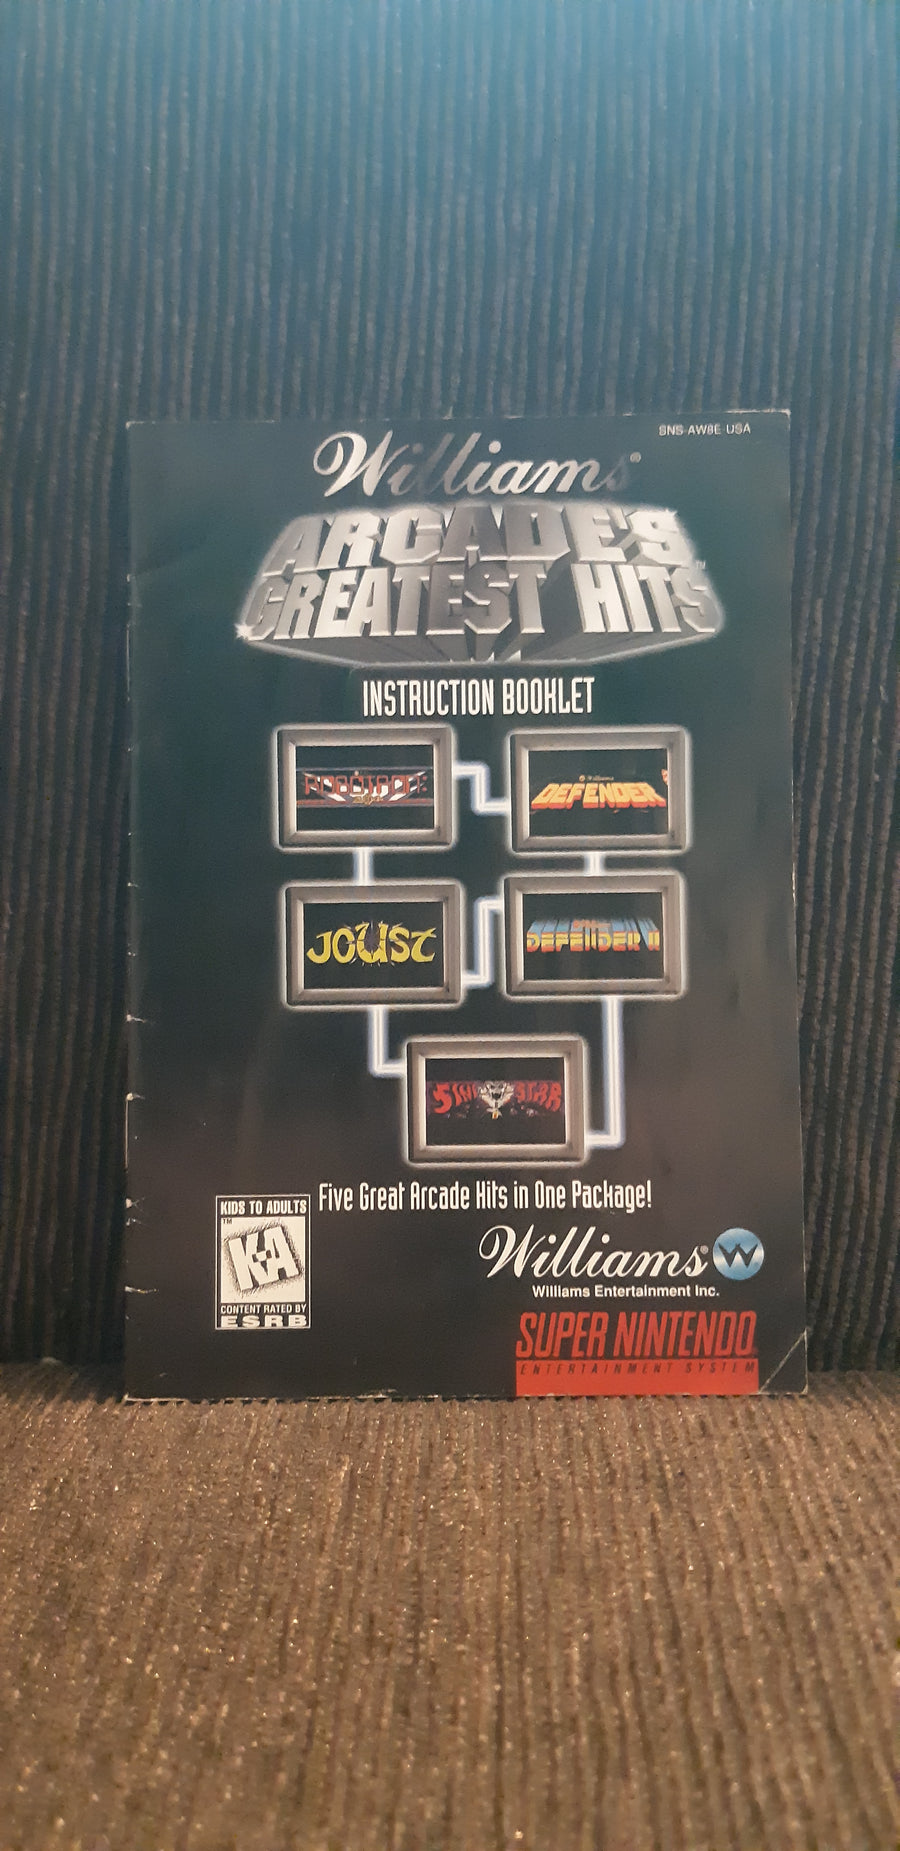 SNS-AW8E-USA
Williams®
ARCADE'S
GREATEST HITS
INSTRUCTION BOOKLET
ROBOTRON:
2084
Williams
DEFENDER
JOUST
DEFENDER II
SINISTAR
Five Great Arcade Hits in One Package!
KIDS TO ADULTS
TM
K-A
CONTENT RATED BY
ESRB
Williams® W
Williams Entertainment Inc.
SUPER NINTENDO
ENTERTAINMENT SYSTEM